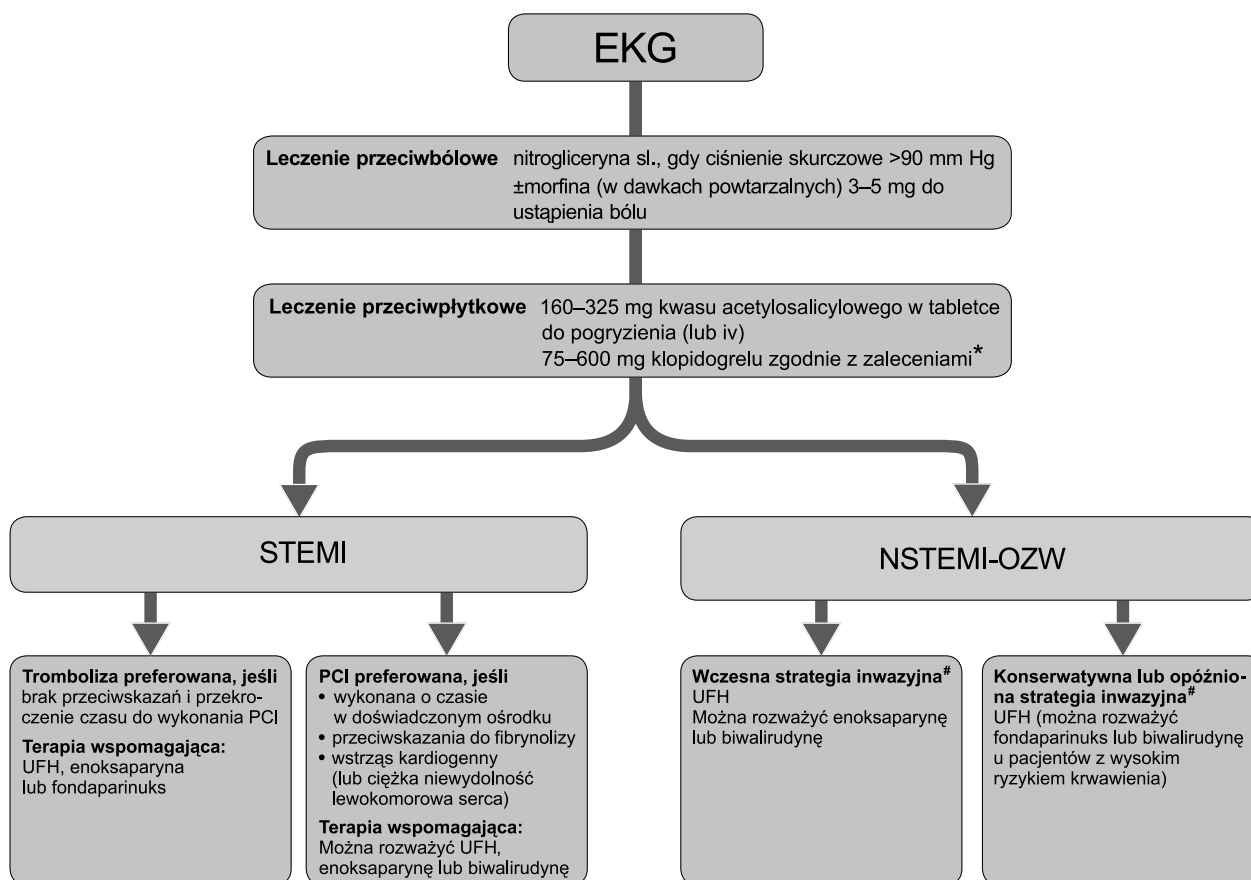 EKG
Leczenie przeciwbólowe nitrogliceryna sl., gdy ciśnienie skurczowe >90 mm Hg
±morfina (w dawkach powtarzalnych) 3–5 mg do
ustąpienia bólu
Leczenie przeciwpłytkowe 160–325 mg kwasu acetylosalicylowego w tabletce
do pogryzienia (lub iv)
75–600 mg klopidogrelu zgodnie z zaleceniami*
STEMI
NSTEMI-OZW
Tromboliza preferowana, jeśli
brak przeciwskazań i przekro-
czenie czasu do wykonania PCI
Terapia wspomagająca:
UFH, enoksaparyna
lub fondaparinuks
PCI preferowana, jeśli
• wykonana o czasie
w doświadczonym ośrodku
• przeciwskazania do fibrynolizy
• wstrząs kardiogenny
(lub ciężka niewydolność
lewokomorowa serca)
Terapia wspomagająca:
Można rozważyć UFH,
enoksaparynę lub biwalirudynę
Wczesna strategia inwazyjna#
UFH
Można rozważyć enoksaparynę
lub biwalirudynę
Konserwatywna lub opóźnio-
na strategia inwazyjna#
UFH (można rozważyć
fondaparinuks lub biwalirudynę
u pacjentów z wysokim
ryzykiem krwawienia)